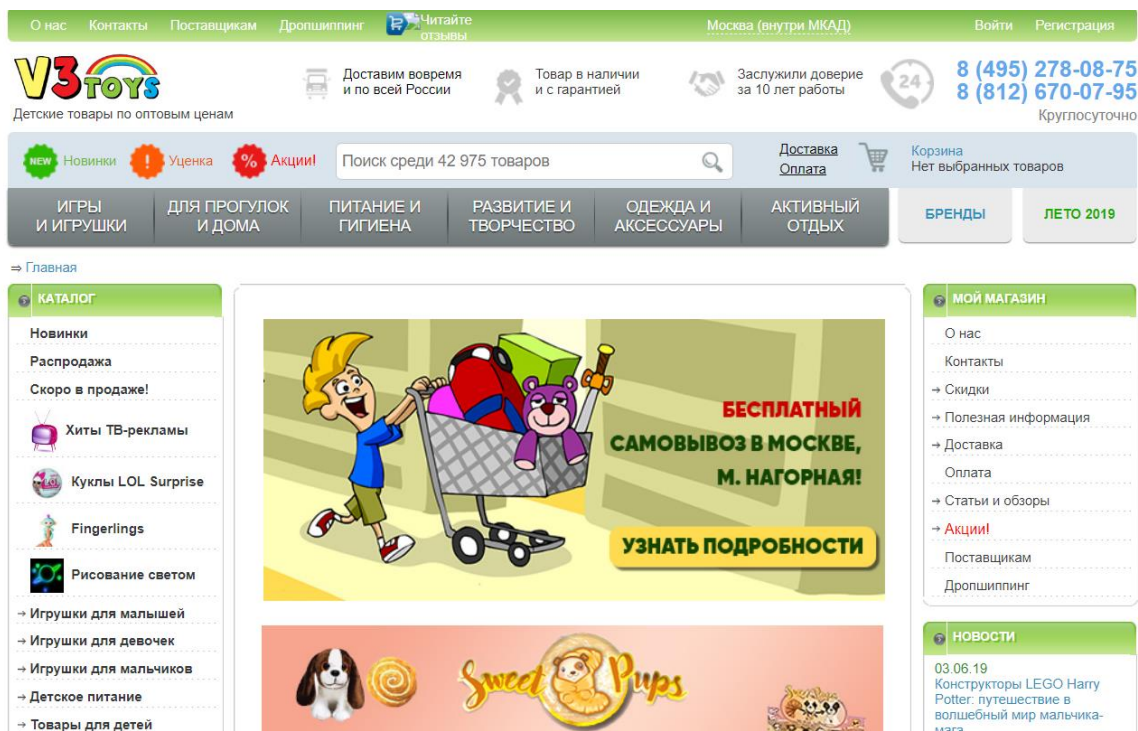 О нас Контакты Поставщикам Дропшиппинг Читайте отзывы Москва (внутри МКАД) Войти Регистрация
V3 TOYS
Детские товары по оптовым ценам
Доставим вовремя
и по всей России
Товар в наличии
и с гарантией
Заслужили доверие
за 10 лет работы
24
8 (495) 278-08-75
8 (812) 670-07-95
Круглосуточно
NEW Новинки
! Уценка
% Акции!
Поиск среди 42 975 товаров
Доставка
Оплата
Корзина
Нет выбранных товаров
ИГРЫ
И ИГРУШКИ
ДЛЯ ПРОГУЛОК
И ДОМА
ПИТАНИЕ И
ГИГИЕНА
РАЗВИТИЕ И
ТВОРЧЕСТВО
ОДЕЖДА И
АКСЕССУАРЫ
АКТИВНЫЙ
ОТДЫХ
БРЕНДЫ
ЛЕТО 2019
⇒ Главная
КАТАЛОГ
Новинки
Распродажа
Скоро в продаже!
Хиты ТВ-рекламы
Куклы LOL Surprise
Fingerlings
Рисование светом
→ Игрушки для малышей
→ Игрушки для девочек
→ Игрушки для мальчиков
→ Детское питание
→ Товары для детей
БЕСПЛАТНЫЙ
САМОВЫВОЗ В МОСКВЕ,
М. НАГОРНАЯ!
УЗНАТЬ ПОДРОБНОСТИ
Sweet Pups
МОЙ МАГАЗИН
О нас
Контакты
→ Скидки
→ Полезная информация
→ Доставка
Оплата
→ Статьи и обзоры
→ Акции!
Поставщикам
Дропшиппинг
НОВОСТИ
03.06.19
Конструкторы LEGO Harry
Potter: путешествие в
волшебный мир мальчика-
мага